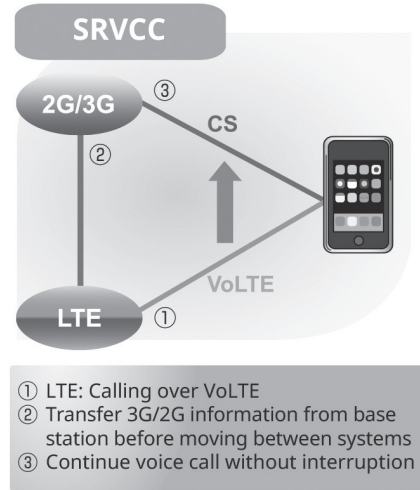 SRVCC
2G/3G
③
CS
②
VoLTE
LTE
①
① LTE: Calling over VoLTE
② Transfer 3G/2G information from base
station before moving between systems
③ Continue voice call without interruption